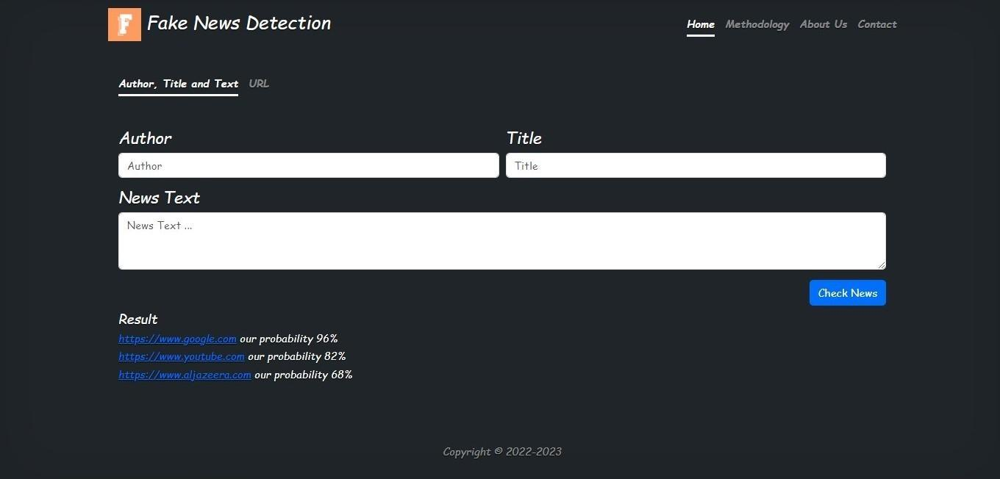 F Fake News Detection
Home Methodology About Us Contact
Author, Title and Text URL
Author Title
Author Title
News Text
News Text ...
Check News
Result
https://www.google.com our probability 96%
https://www.youtube.com our probability 82%
https://www.aljazeera.com our probability 68%
Copyright © 2022-2023